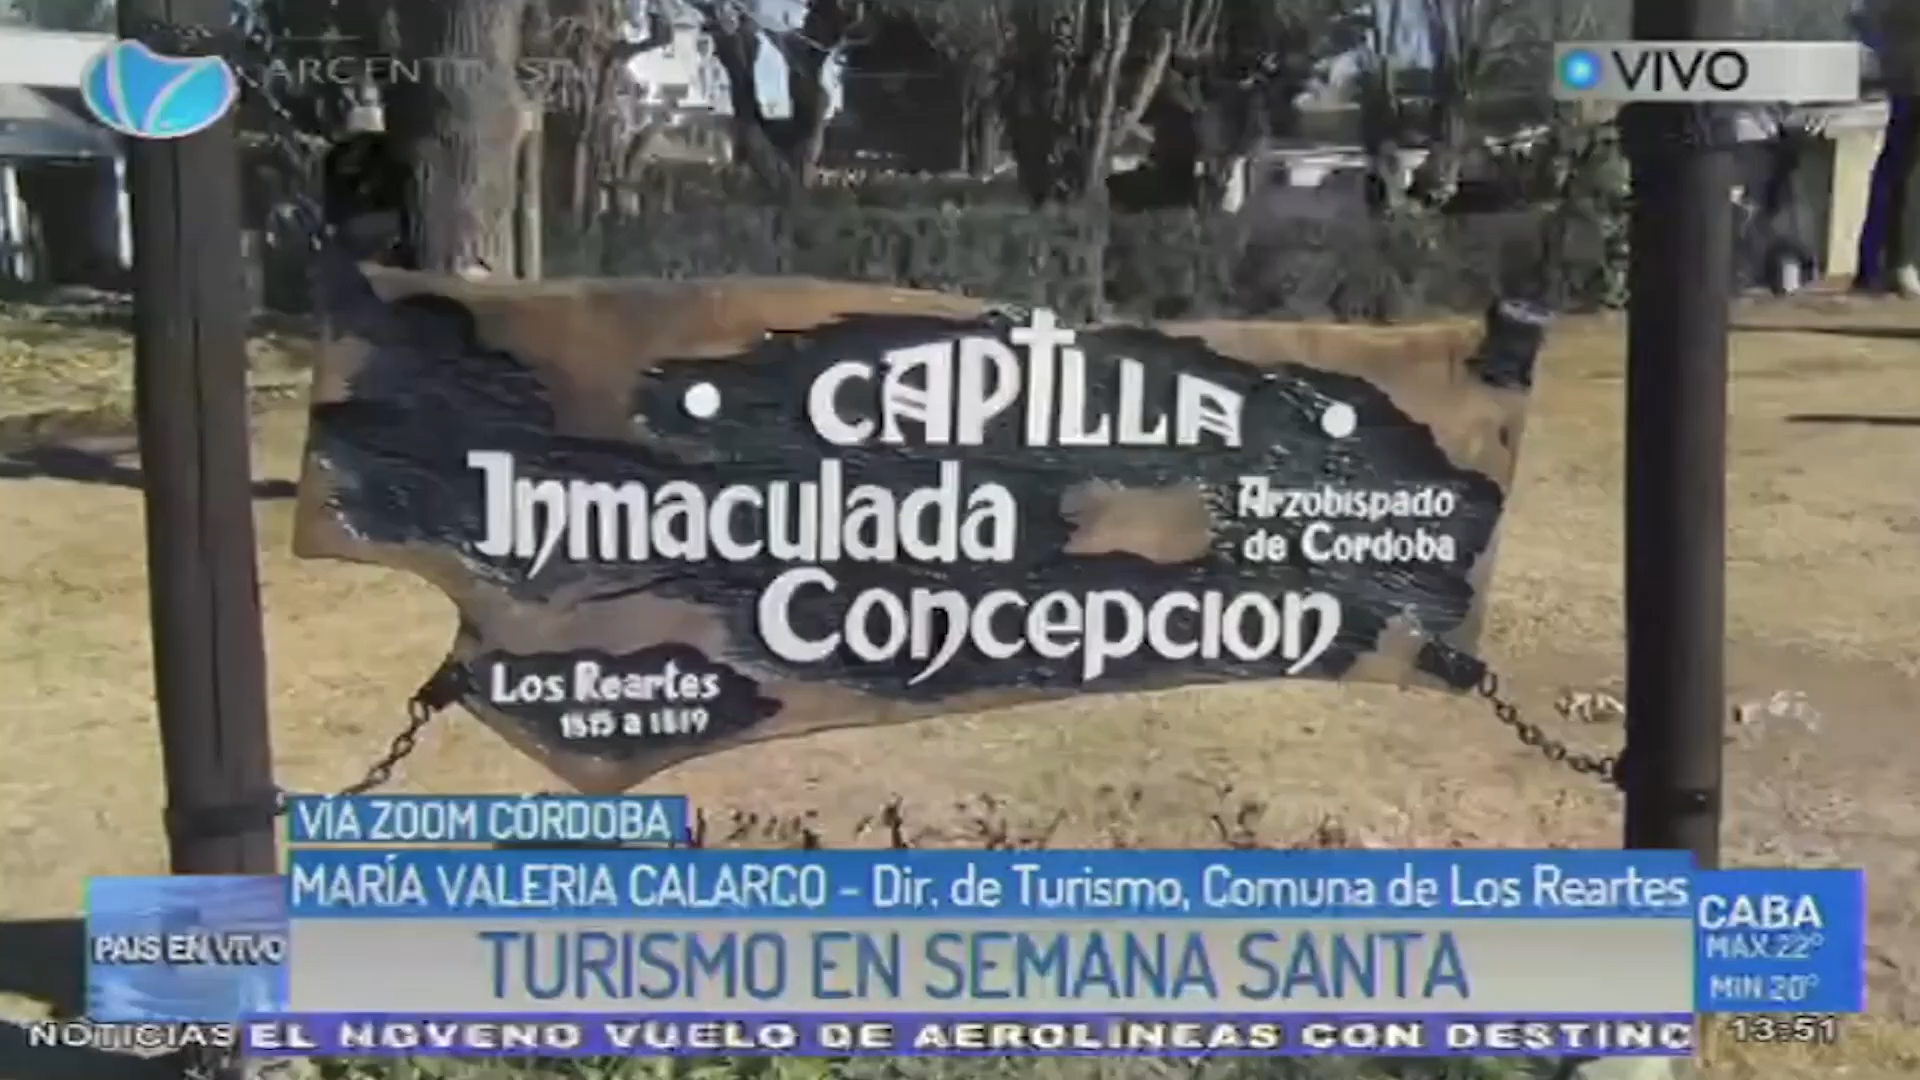 VIVO
CAPILLA
Inmaculada
Arzobispado
de Cordoba
Concepcion
Los Reartes
VÍA ZOOM CÓRDOBA
MARÍA VALERIA CALARCO - Dir. de Turismo, Comuna de Los Reartes
PAIS EN VIVO
TURISMO EN SEMANA SANTA
CABA
MAX 22°
MIN 20°
NOTICIAS EL NOVENO VUELO DE AEROLINEAS CON DESTINO
13:51